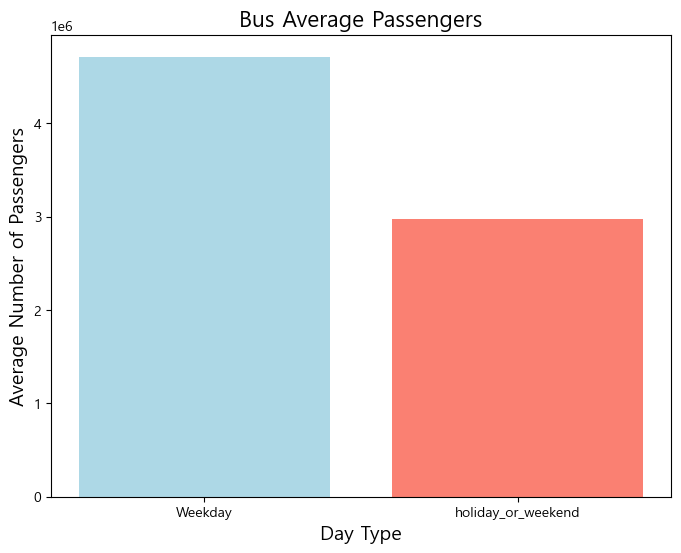 Bus Average Passengers
1e6
4
3
2
1
0
Average Number of Passengers
Weekday
holiday_or_weekend
Day Type